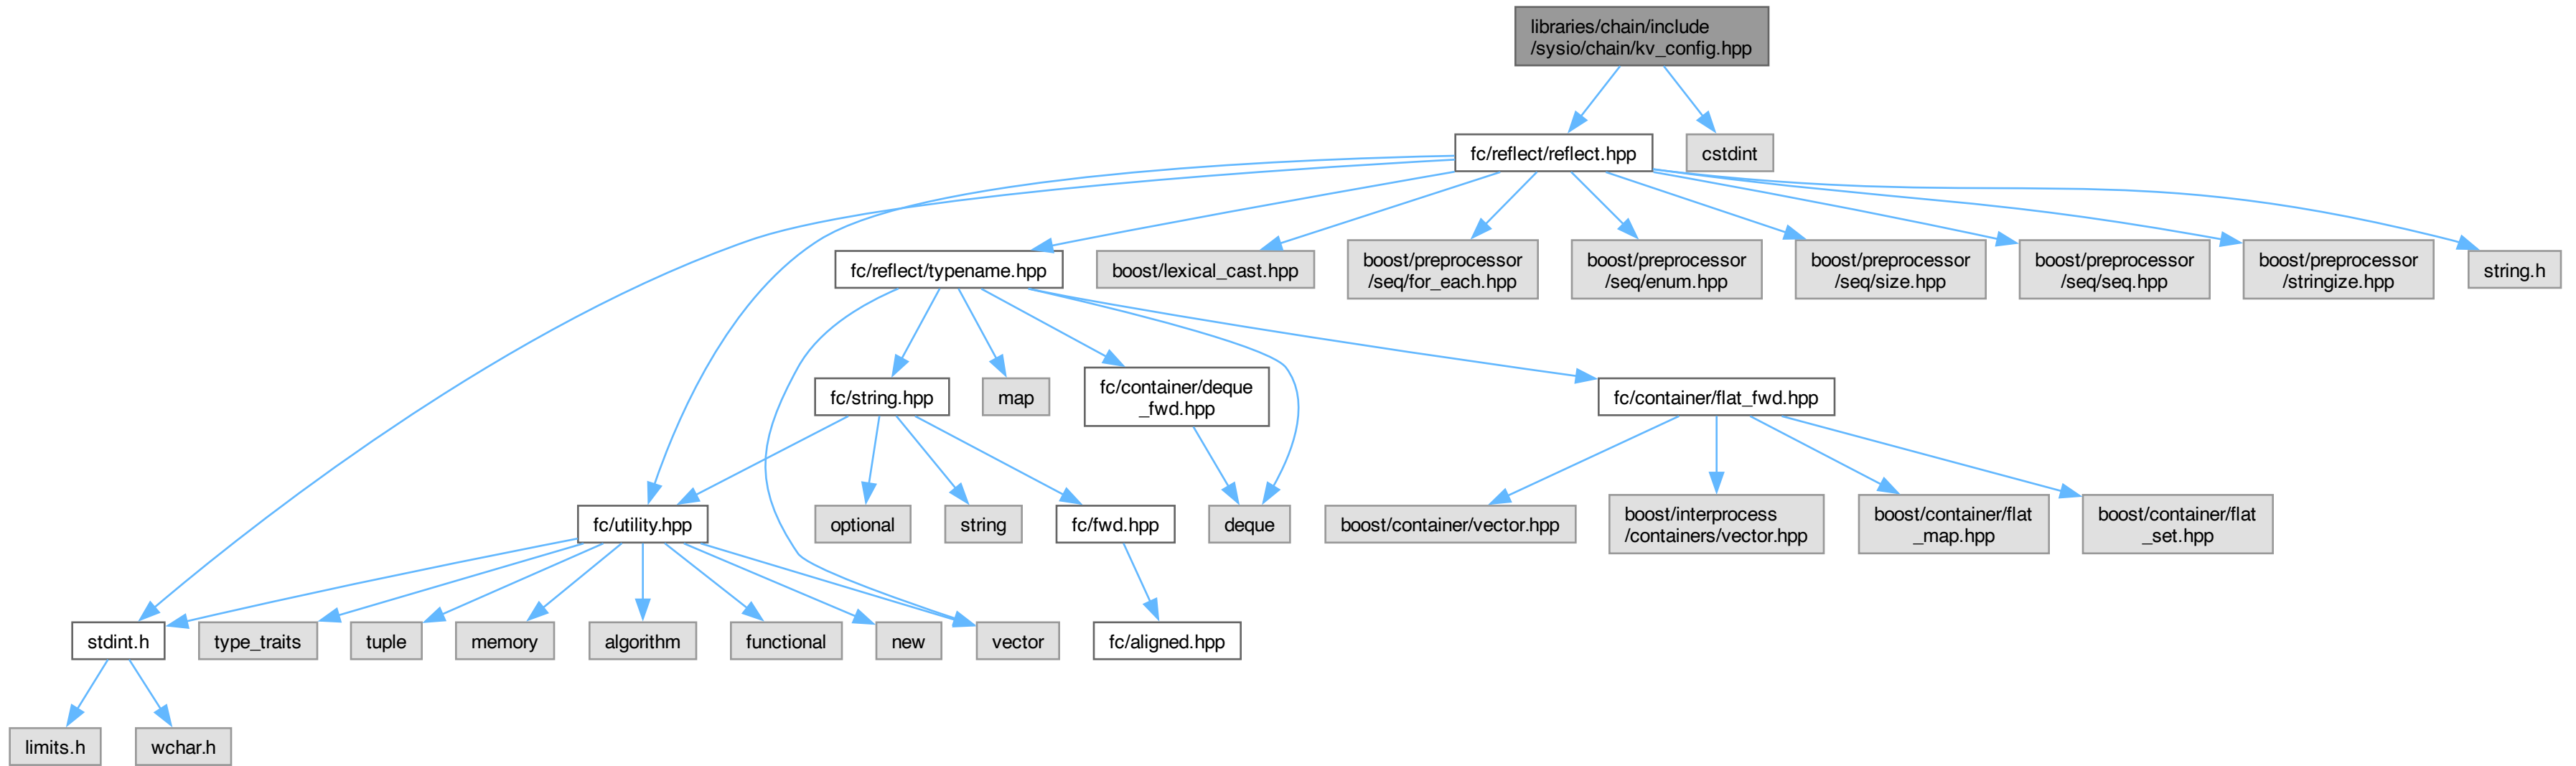 libraries/chain/include
/sysio/chain/kv_config.hpp
fc/reflect/reflect.hpp
cstdint
fc/reflect/typename.hpp
boost/lexical_cast.hpp
boost/preprocessor
/seq/for_each.hpp
boost/preprocessor
/seq/enum.hpp
boost/preprocessor
/seq/size.hpp
boost/preprocessor
/seq/seq.hpp
boost/preprocessor
/stringize.hpp
string.h
fc/string.hpp
map
fc/container/deque
_fwd.hpp
fc/container/flat_fwd.hpp
fc/utility.hpp
optional
string
fc/fwd.hpp
deque
boost/container/vector.hpp
boost/interprocess
/containers/vector.hpp
boost/container/flat
_map.hpp
boost/container/flat
_set.hpp
stdint.h
type_traits
tuple
memory
algorithm
functional
new
vector
fc/aligned.hpp
limits.h
wchar.h